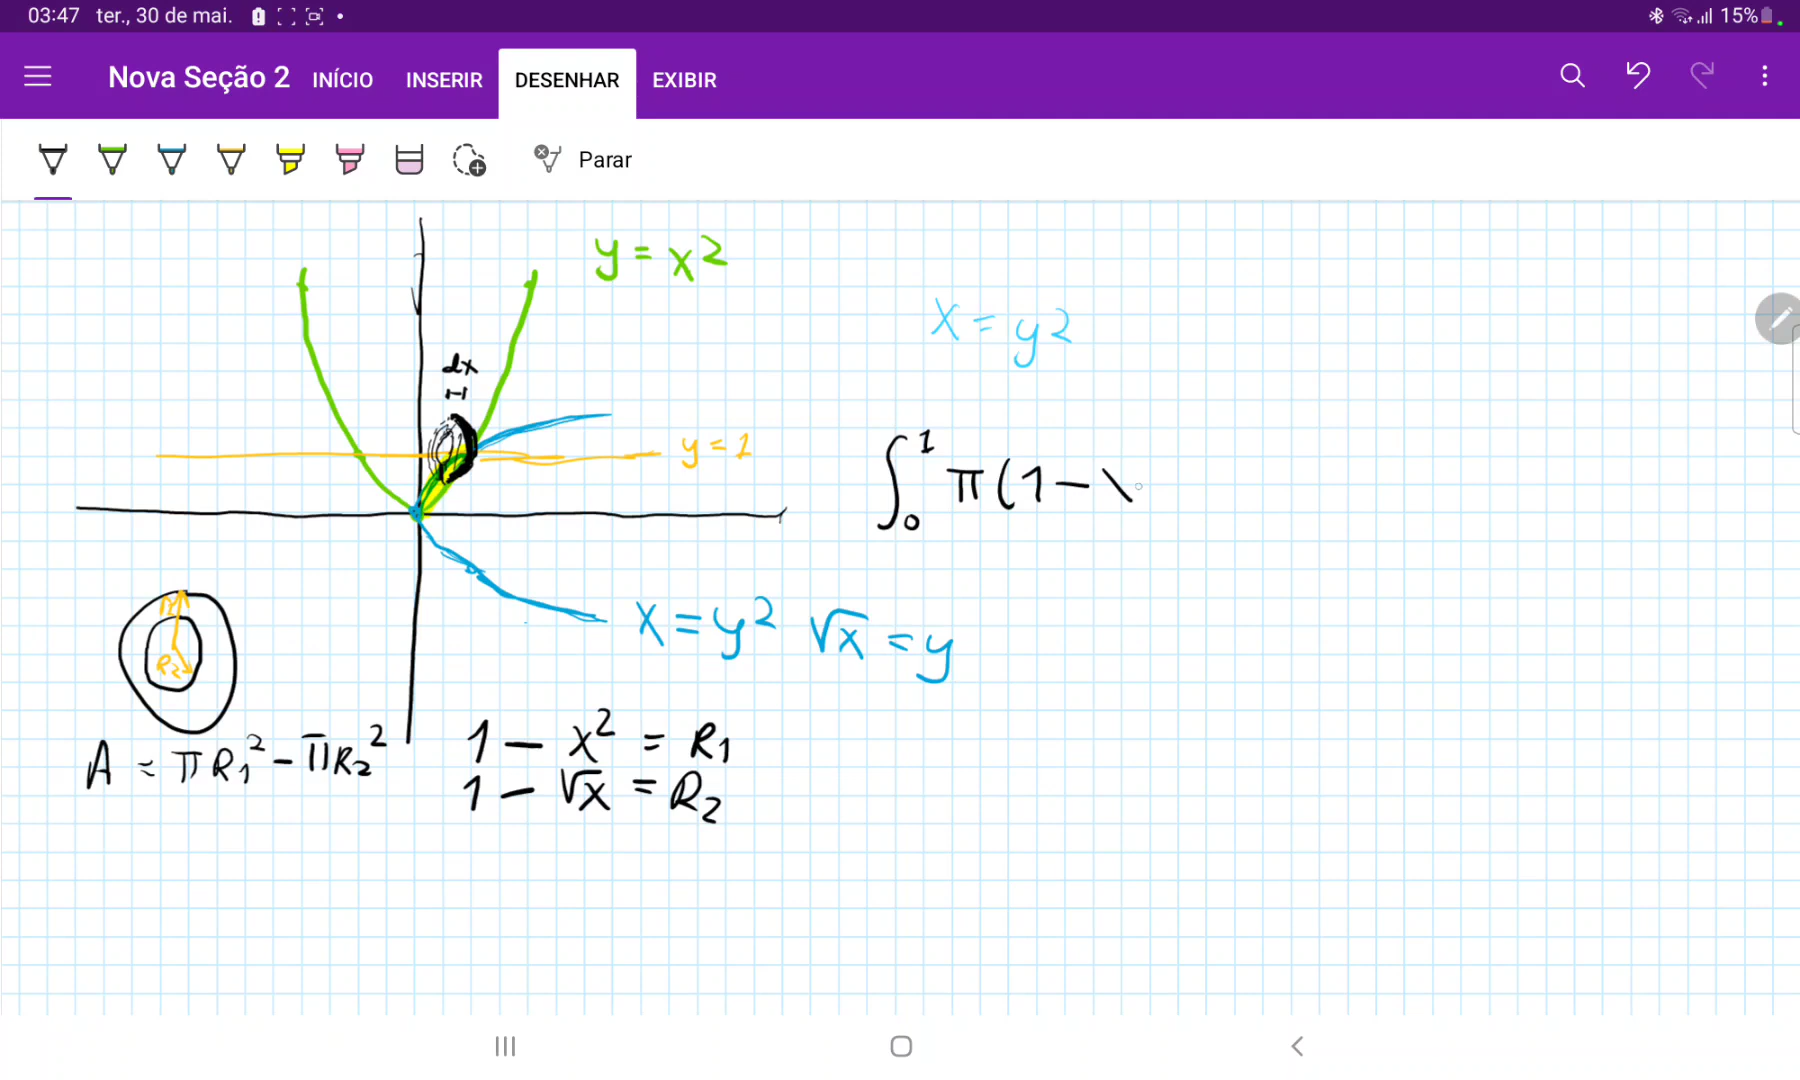 03:47 ter., 30 de mai. 15%
Nova Seção 2 INÍCIO INSERIR DESENHAR EXIBIR
Parar
y = x²
x = y²
dx
y = 1
∫₀¹ π(1 − \
x = y² √x = y
R₂
A = πR₁² − πR₂²
1 − x² = R₁
1 − √x = R₂